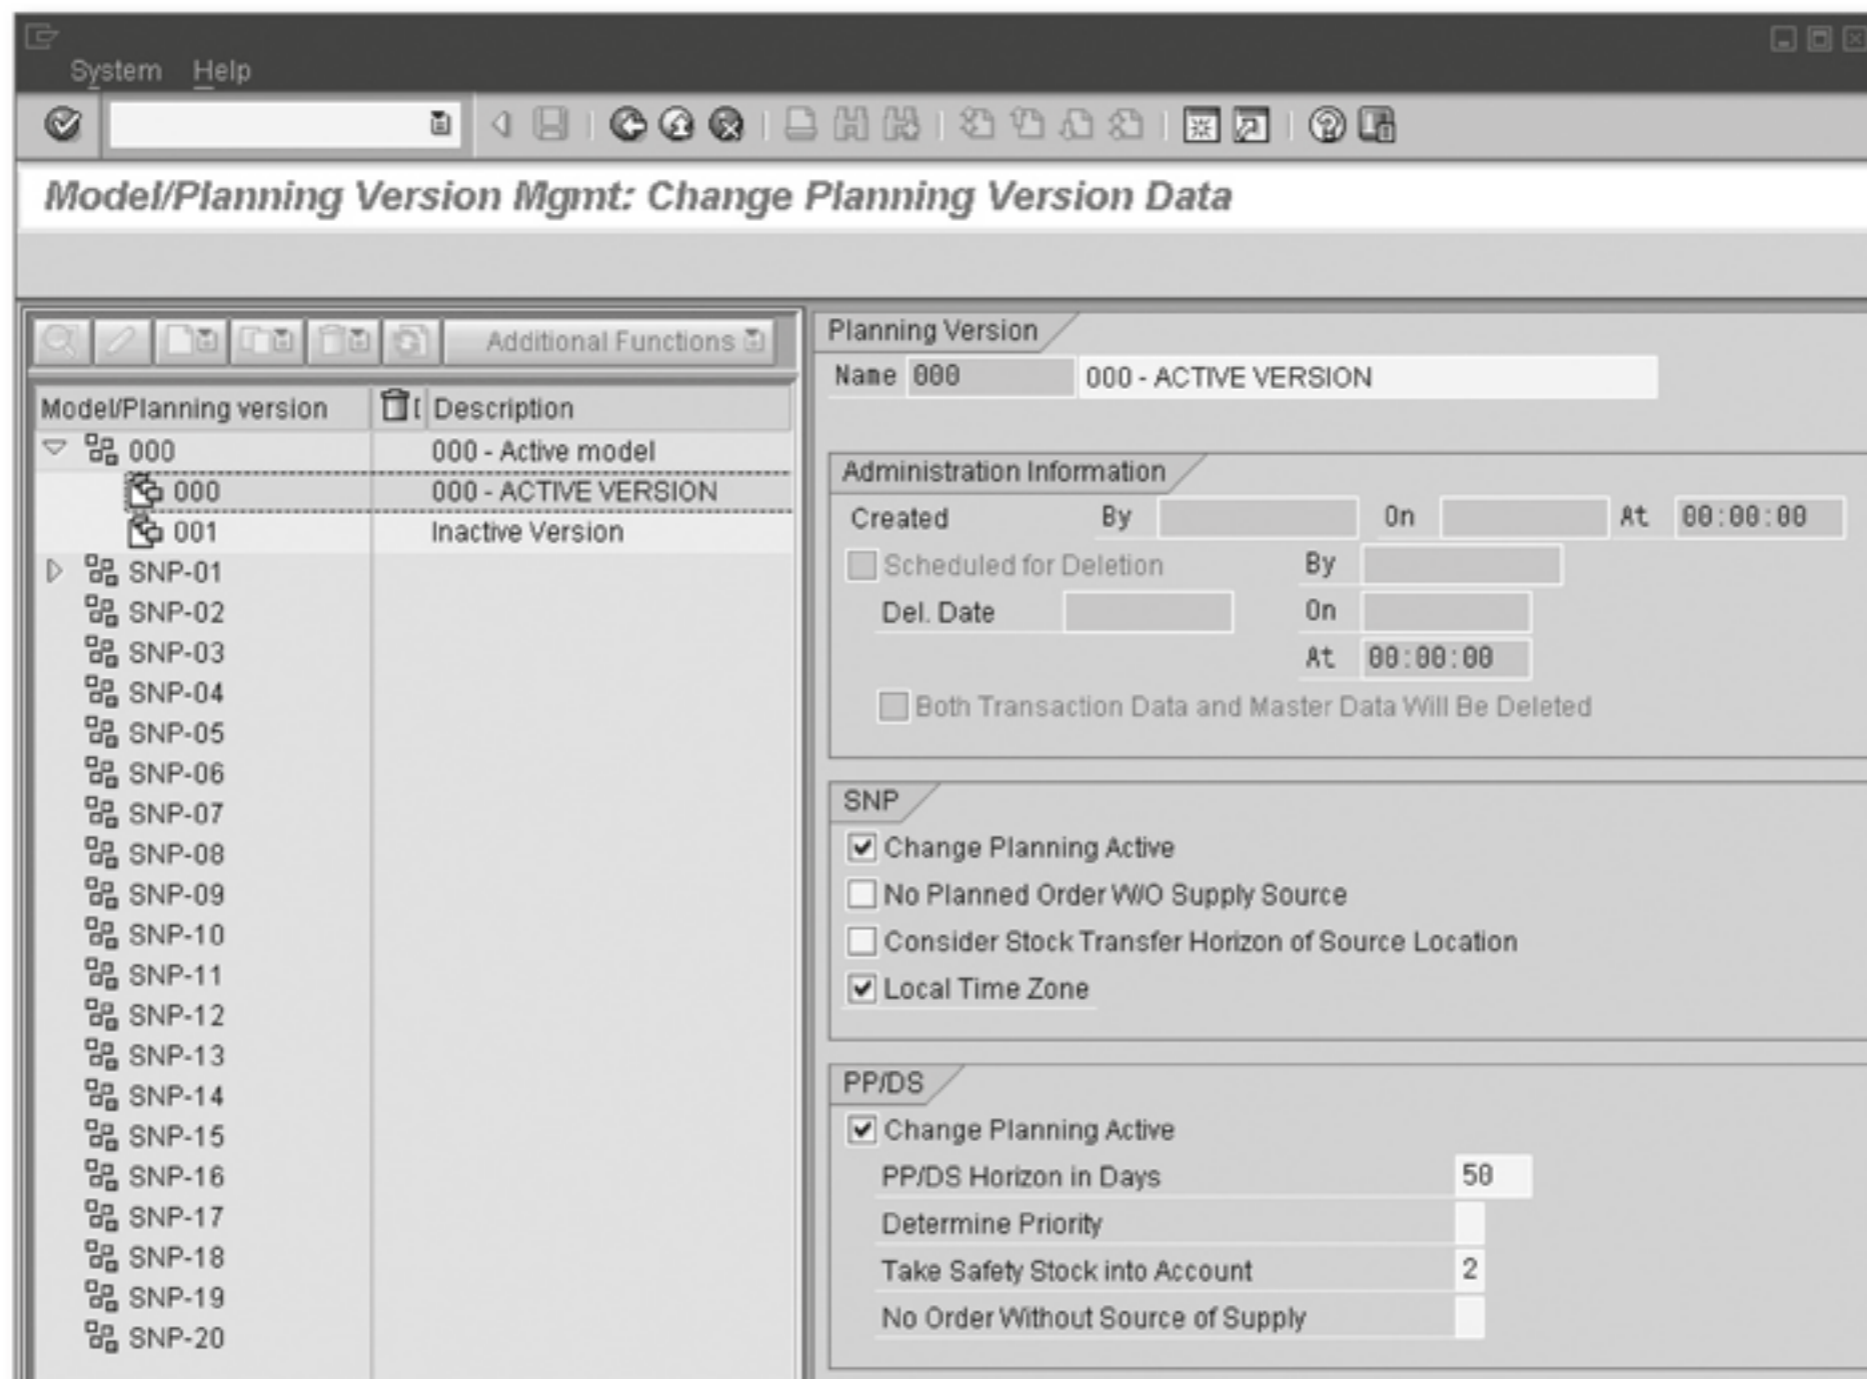 System Help
Model/Planning Version Mgmt: Change Planning Version Data
Additional Functions
Model/Planning version Description
000 000 - Active model
000 000 - ACTIVE VERSION
001 Inactive Version
SNP-01
SNP-02
SNP-03
SNP-04
SNP-05
SNP-06
SNP-07
SNP-08
SNP-09
SNP-10
SNP-11
SNP-12
SNP-13
SNP-14
SNP-15
SNP-16
SNP-17
SNP-18
SNP-19
SNP-20
Planning Version
Name 000 000 - ACTIVE VERSION
Administration Information
Created By On At 00:00:00
Scheduled for Deletion By
Del. Date On
At 00:00:00
Both Transaction Data and Master Data Will Be Deleted
SNP
Change Planning Active
No Planned Order W/O Supply Source
Consider Stock Transfer Horizon of Source Location
Local Time Zone
PP/DS
Change Planning Active
PP/DS Horizon in Days 50
Determine Priority
Take Safety Stock into Account 2
No Order Without Source of Supply